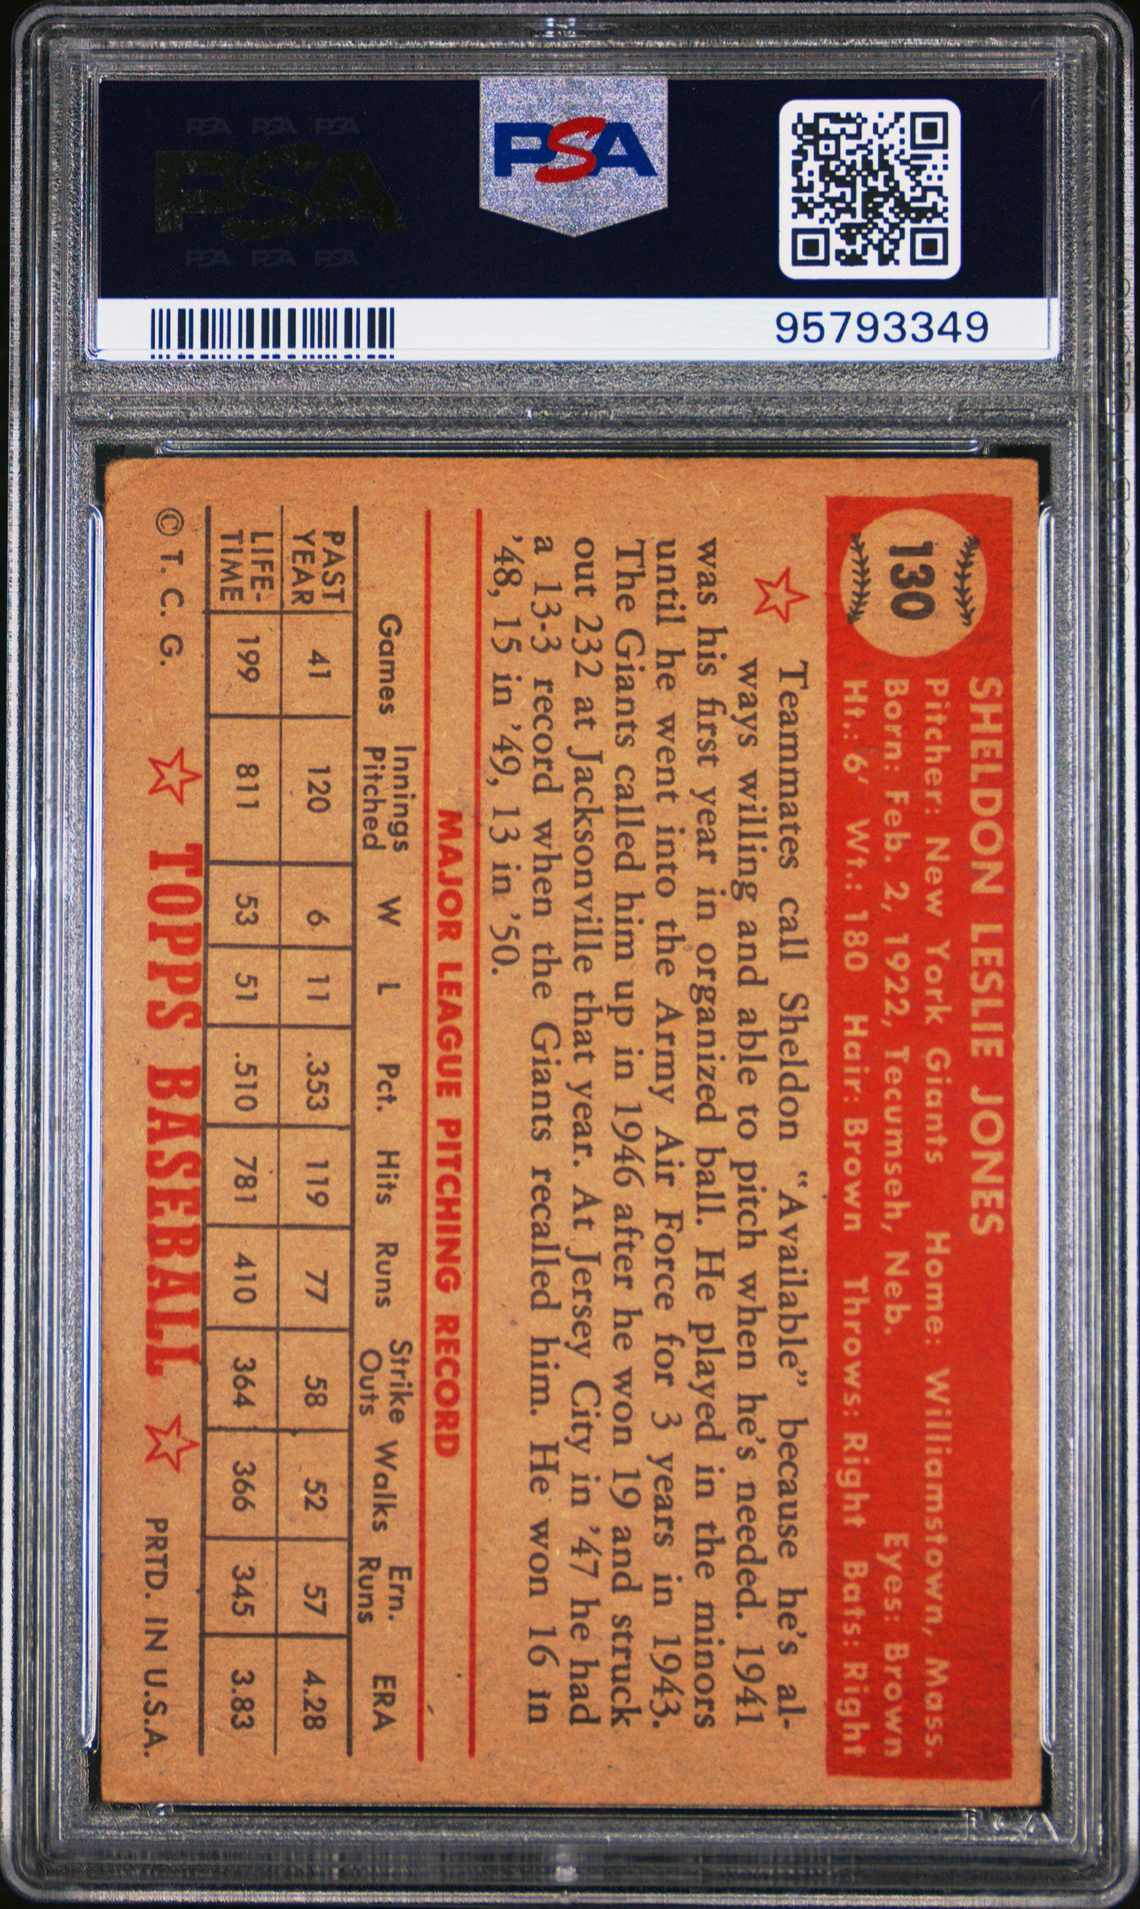 PSA PSA PSA
PSA
PSA PSA PSA
PSA
95793349
130
SHELDON LESLIE JONES
Pitcher: New York Giants Home: Williamstown, Mass.
Born: Feb. 2, 1922, Tecumseh, Neb. Eyes: Brown
Ht.: 6' Wt.: 180 Hair: Brown Throws: Right Bats: Right
Teammates call Sheldon "Available" because he's al-
ways willing and able to pitch when he's needed. 1941
was his first year in organized ball. He played in the minors
until he went into the Army Air Force for 3 years in 1943.
The Giants called him up in 1946 after he won 19 and struck
out 232 at Jacksonville that year. At Jersey City in '47 he had
a 13-3 record when the Giants recalled him. He won 16 in
'48, 15 in '49, 13 in '50.
MAJOR LEAGUE PITCHING RECORD
Games Innings Pitched W L Pct. Hits Runs Strike Outs Walks Ern. Runs ERA
PAST YEAR 41 120 6 11 .353 119 77 58 52 57 4.28
LIFE-TIME 199 811 53 51 .510 781 410 364 366 345 3.83
© T. C. G. TOPPS BASEBALL PRTD. IN U.S.A.